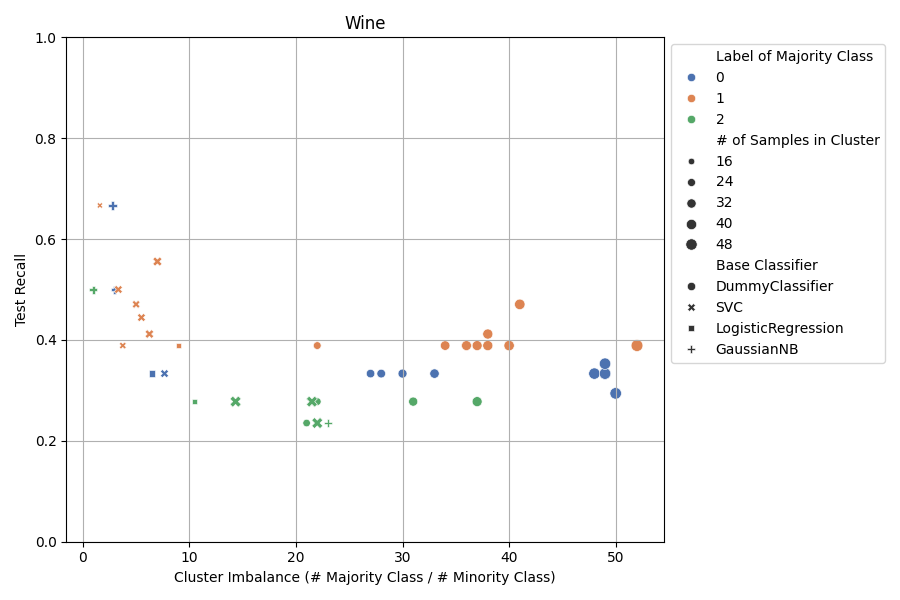 Wine
1.0
0.8
0.6
0.4
0.2
0.0
Test Recall
0 10 20 30 40 50
Cluster Imbalance (# Majority Class / # Minority Class)
Label of Majority Class
0
1
2
# of Samples in Cluster
16
24
32
40
48
Base Classifier
DummyClassifier
SVC
LogisticRegression
GaussianNB